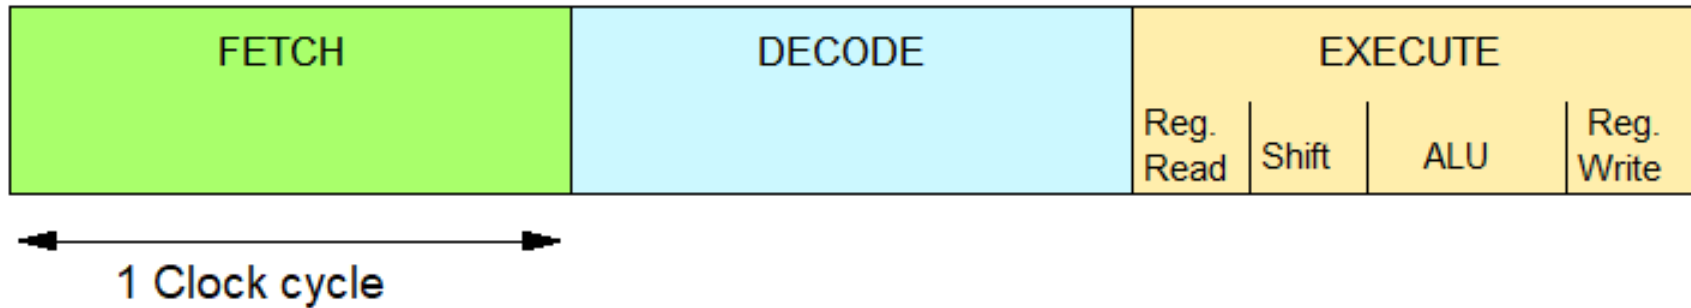 FETCH
DECODE
EXECUTE
Reg.
Read
Shift
ALU
Reg.
Write
1 Clock cycle